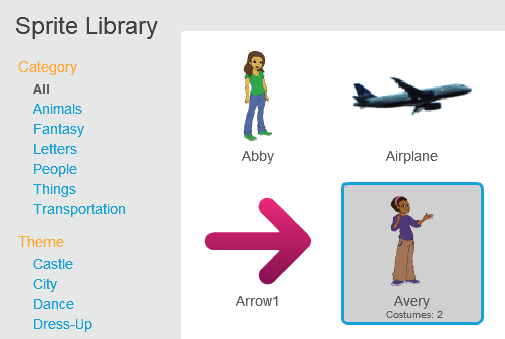 Sprite Library
Category
All
Animals
Fantasy
Letters
People
Things
Transportation
Theme
Castle
City
Dance
Dress-Up
Abby
Airplane
Arrow1
Avery
Costumes: 2